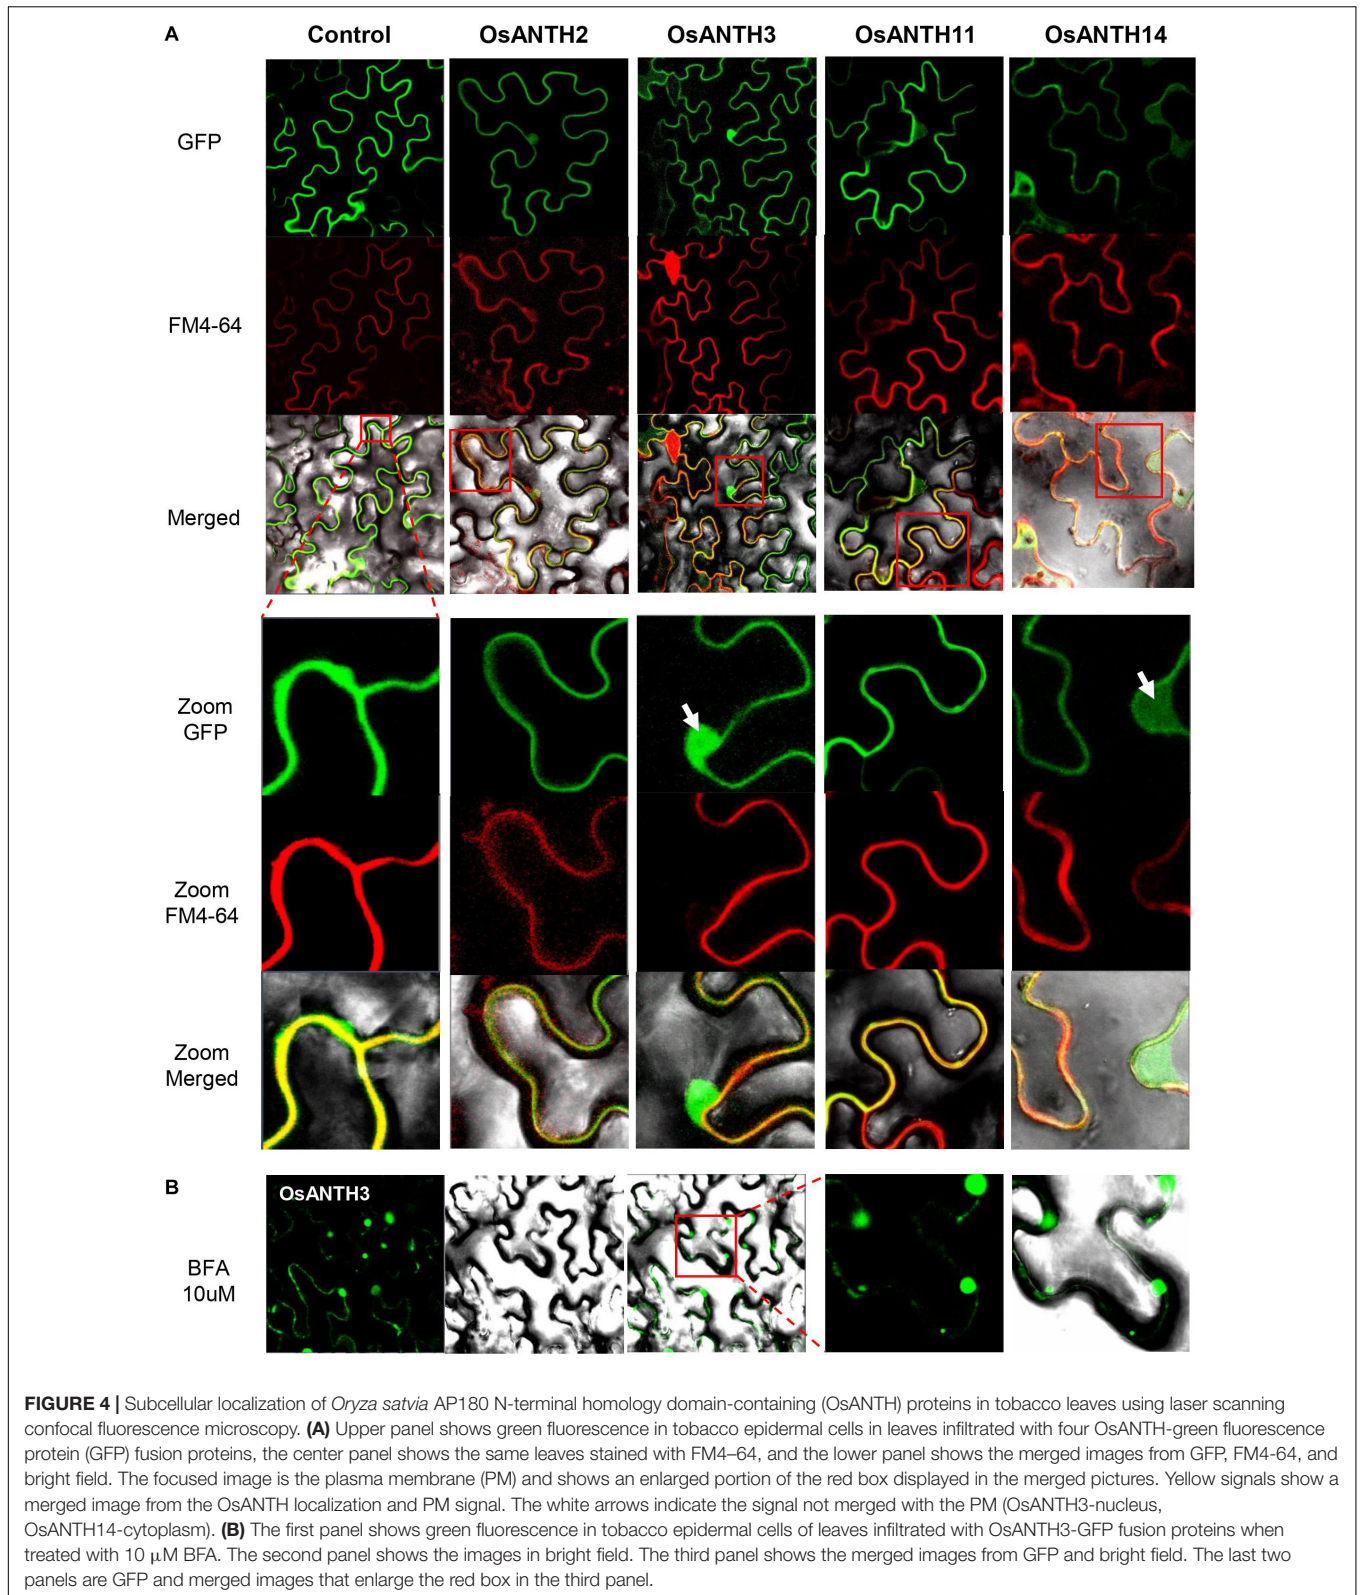 A
Control OsANTH2 OsANTH3 OsANTH11 OsANTH14
GFP
FM4-64
Merged
Zoom
GFP
Zoom
FM4-64
Zoom
Merged
B
OsANTH3
BFA
10uM
FIGURE 4 | Subcellular localization of Oryza satvia AP180 N-terminal homology domain-containing (OsANTH) proteins in tobacco leaves using laser scanning
confocal fluorescence microscopy. (A) Upper panel shows green fluorescence in tobacco epidermal cells in leaves infiltrated with four OsANTH-green fluorescence
protein (GFP) fusion proteins, the center panel shows the same leaves stained with FM4–64, and the lower panel shows the merged images from GFP, FM4-64, and
bright field. The focused image is the plasma membrane (PM) and shows an enlarged portion of the red box displayed in the merged pictures. Yellow signals show a
merged image from the OsANTH localization and PM signal. The white arrows indicate the signal not merged with the PM (OsANTH3-nucleus,
OsANTH14-cytoplasm). (B) The first panel shows green fluorescence in tobacco epidermal cells of leaves infiltrated with OsANTH3-GFP fusion proteins when
treated with 10 μM BFA. The second panel shows the images in bright field. The third panel shows the merged images from GFP and bright field. The last two
panels are GFP and merged images that enlarge the red box in the third panel.